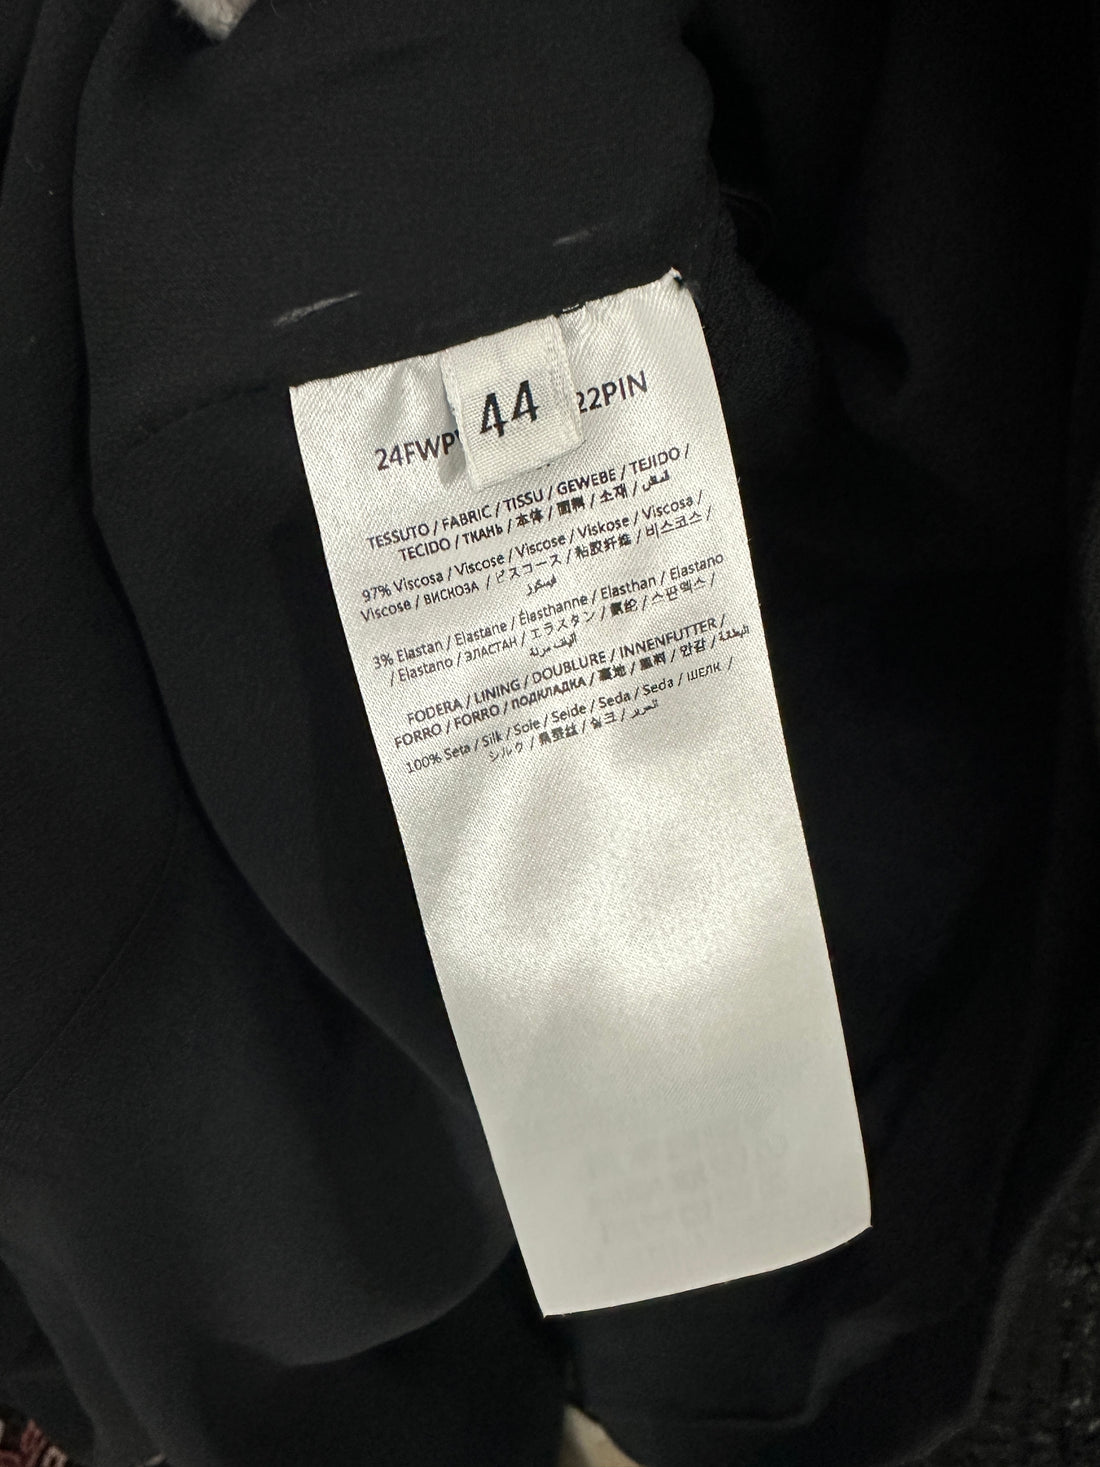 44
24FWP 22PIN
TESSUTO / FABRIC / TISSU / GEWEBE / TEJIDO /
TECIDO / ТКАНЬ / 本体 / 面料 / 소재 / قماش
97% Viscosa / Viscose / Viscose / Viskose / Viscosa /
Viscose / ВИСКОЗА / ビスコース / 粘胶纤维 / 비스코스 /
فيسكوز
3% Elastan / Elastane / Élasthanne / Elasthan / Elastano
/ Elastano / ЭЛАСТАН / エラスタン / 氨纶 / 스판덱스 /
ألياف مرنة
FODERA / LINING / DOUBLURE / INNENFUTTER /
FORRO / FORRO / ПОДКЛАДКА / 裏地 / 里料 / 안감 / البطانة
100% Seta / Silk / Soie / Seide / Seda / Seda / ШЕЛК /
シルク / 桑蚕丝 / 실크 / حرير